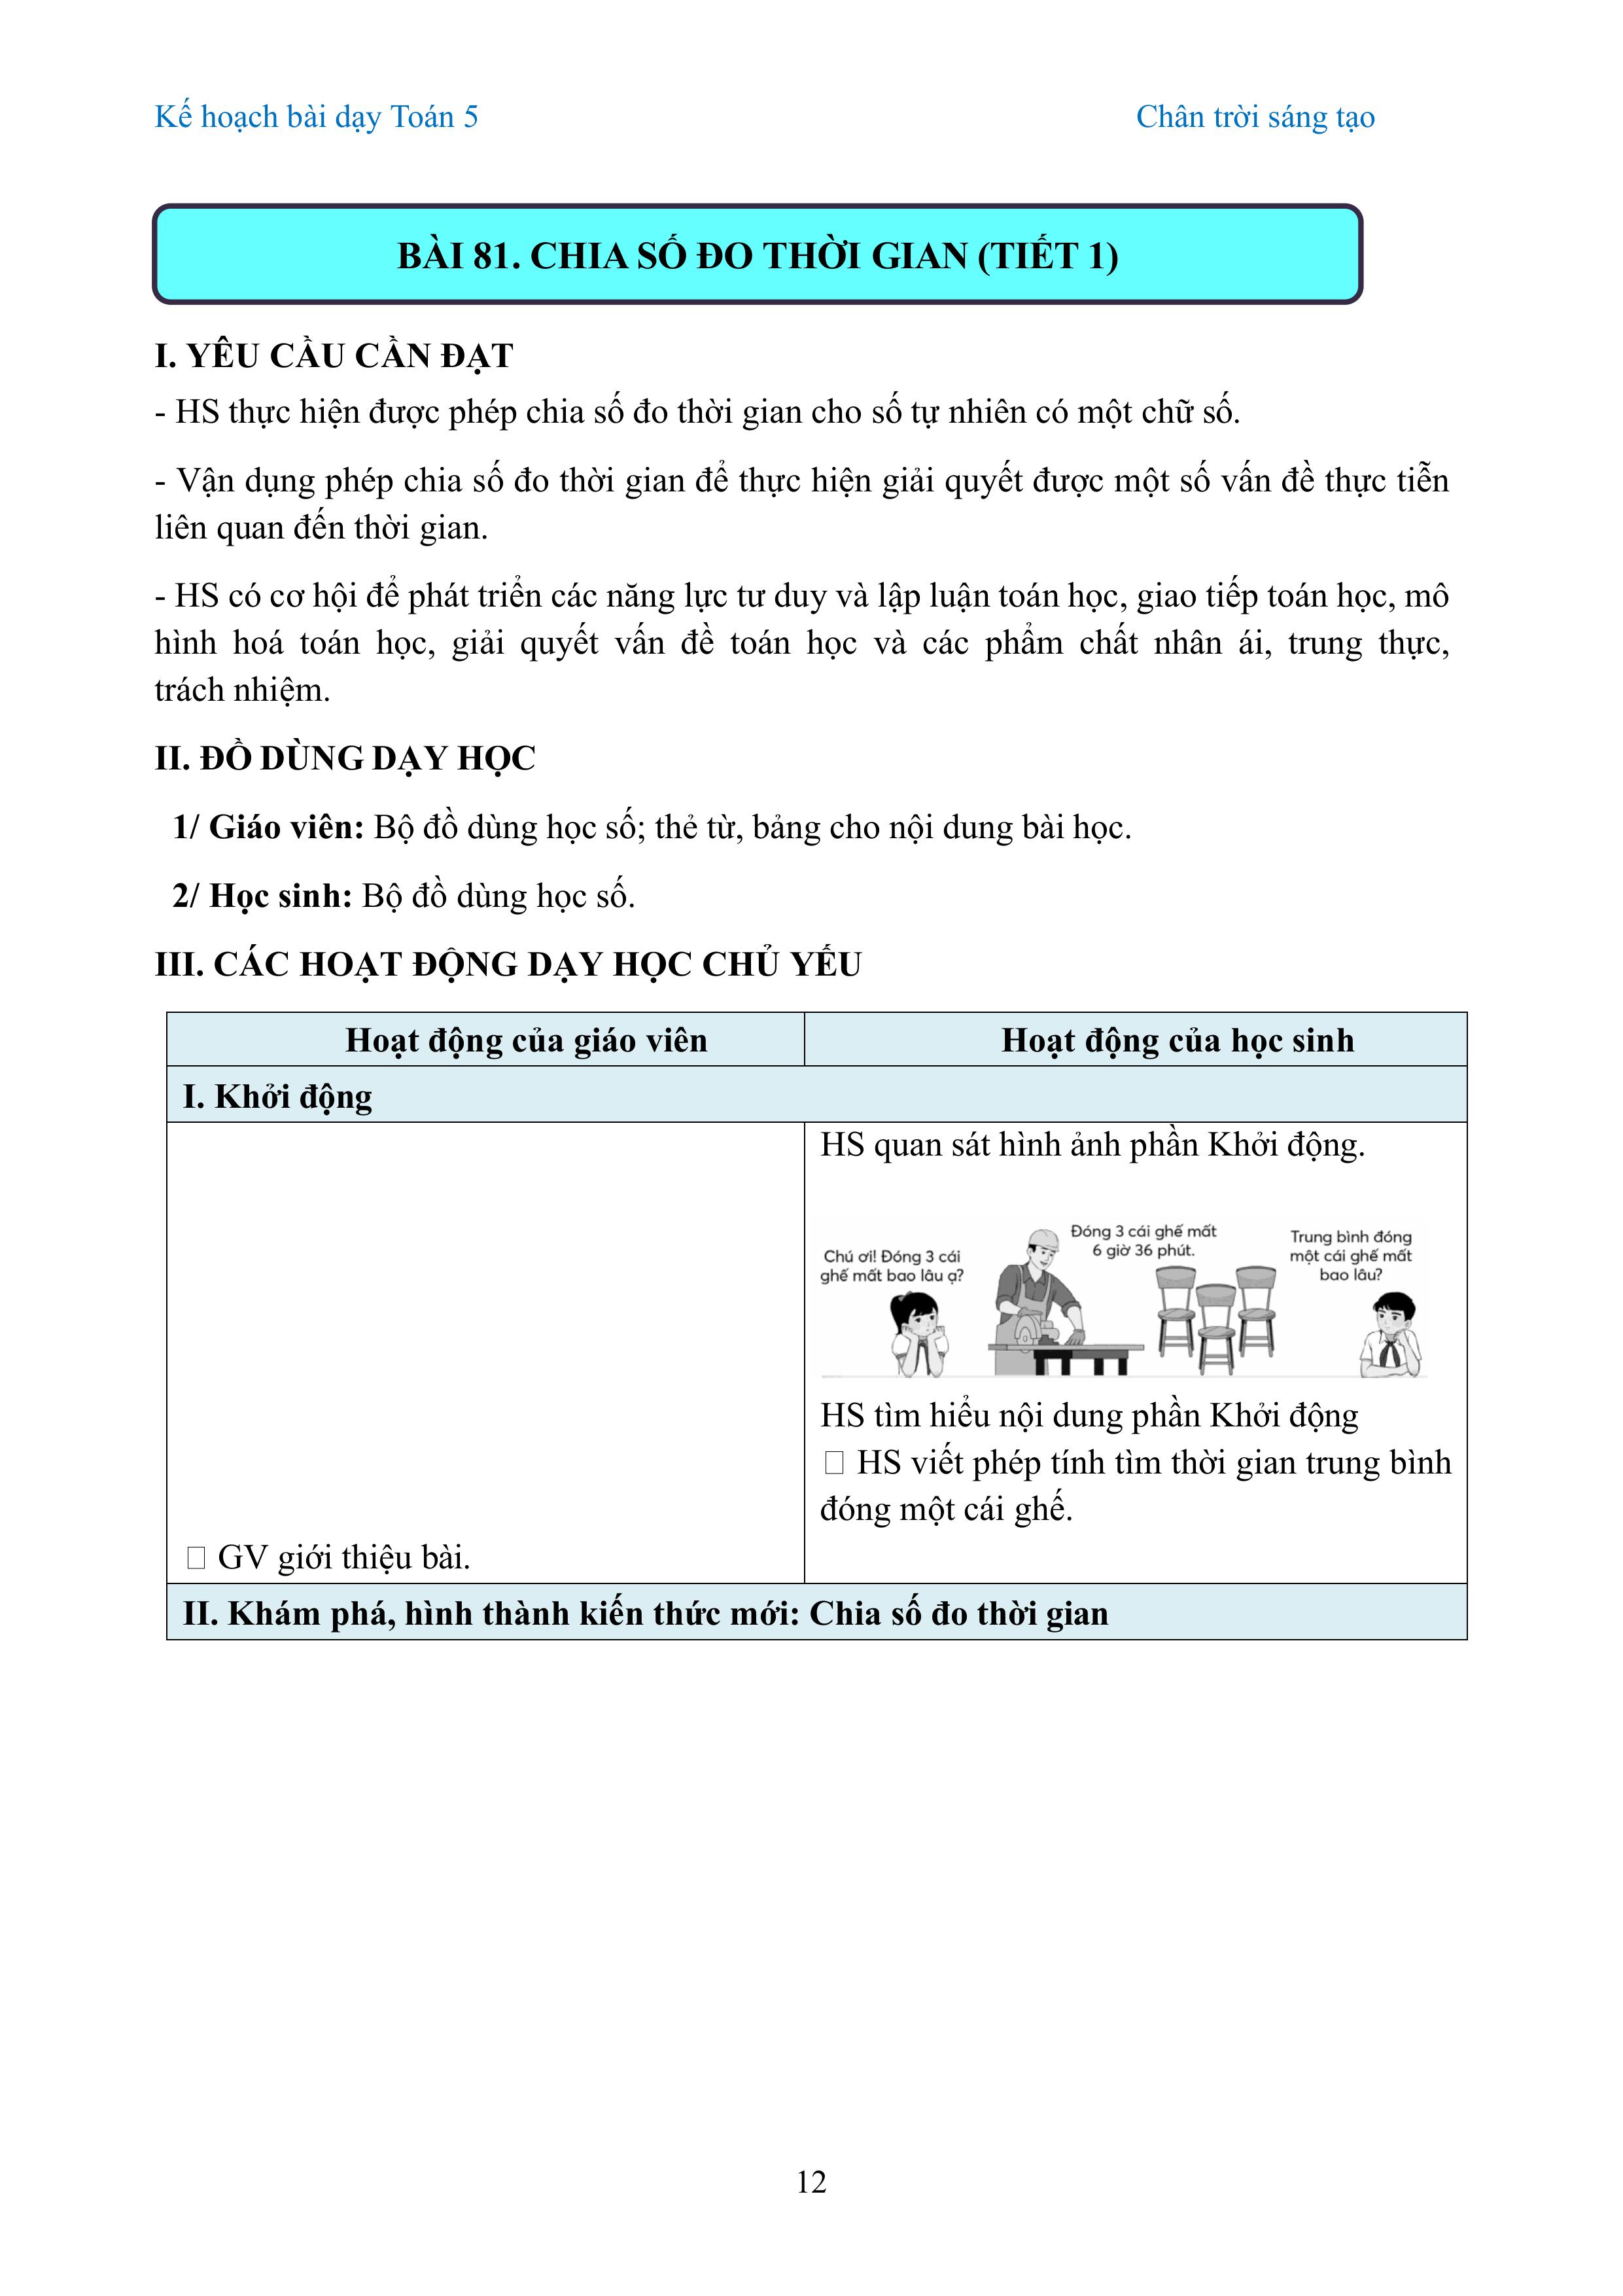 Kế hoạch bài dạy Toán 5 Chân trời sáng tạo
BÀI 81. CHIA SỐ ĐO THỜI GIAN (TIẾT 1)
I. YÊU CẦU CẦN ĐẠT
- HS thực hiện được phép chia số đo thời gian cho số tự nhiên có một chữ số.
- Vận dụng phép chia số đo thời gian để thực hiện giải quyết được một số vấn đề thực tiễn
liên quan đến thời gian.
- HS có cơ hội để phát triển các năng lực tư duy và lập luận toán học, giao tiếp toán học, mô
hình hoá toán học, giải quyết vấn đề toán học và các phẩm chất nhân ái, trung thực,
trách nhiệm.
II. ĐỒ DÙNG DẠY HỌC
1/ Giáo viên: Bộ đồ dùng học số; thẻ từ, bảng cho nội dung bài học.
2/ Học sinh: Bộ đồ dùng học số.
III. CÁC HOẠT ĐỘNG DẠY HỌC CHỦ YẾU
Hoạt động của giáo viên Hoạt động của học sinh
I. Khởi động
HS quan sát hình ảnh phần Khởi động.
Chú ơi! Đóng 3 cái
ghế mất bao lâu ạ?
Đóng 3 cái ghế mất
6 giờ 36 phút.
Trung bình đóng
một cái ghế mất
bao lâu?
HS tìm hiểu nội dung phần Khởi động
 HS viết phép tính tìm thời gian trung bình
đóng một cái ghế.
 GV giới thiệu bài.
II. Khám phá, hình thành kiến thức mới: Chia số đo thời gian
12